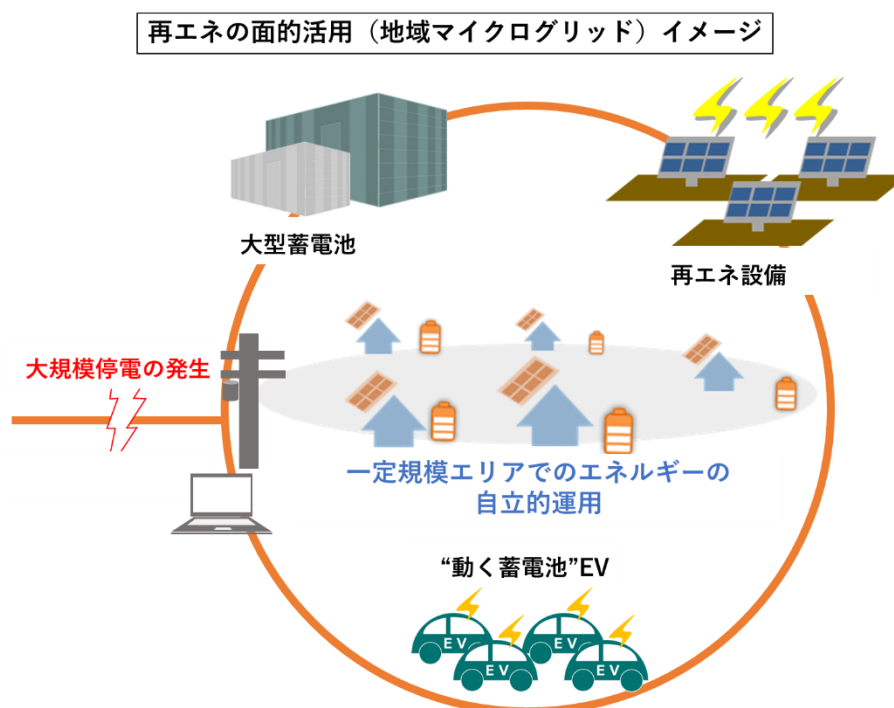 再エネの面的活用（地域マイクログリッド）イメージ
大型蓄電池
再エネ設備
大規模停電の発生
一定規模エリアでのエネルギーの
自立的運用
“動く蓄電池”EV
EV
EV
EV
EV